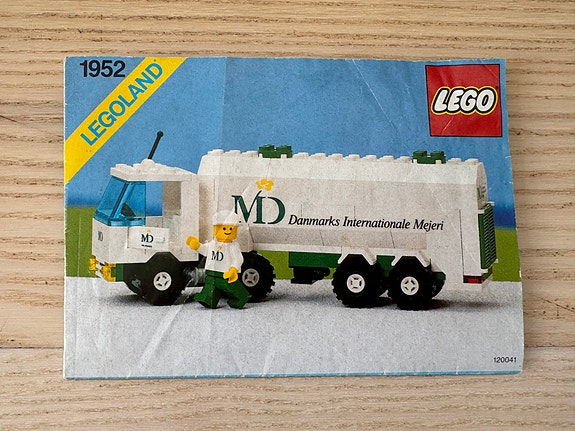 1952
LEGOLAND
LEGO
MD Danmarks Internationale Mejeri
MD
MD
120041